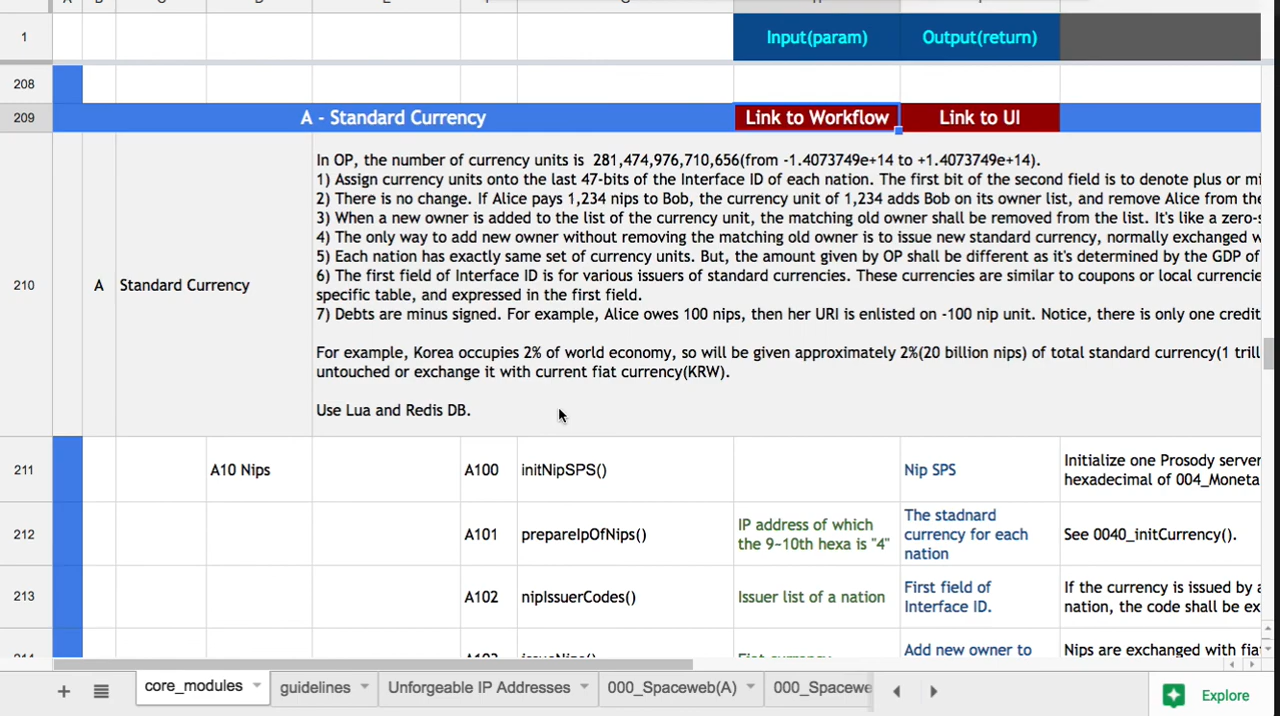 1 Input(param) Output(return)
208
209 A - Standard Currency Link to Workflow Link to UI
In OP, the number of currency units is 281,474,976,710,656(from -1.4073749e+14 to +1.4073749e+14).
1) Assign currency units onto the last 47-bits of the Interface ID of each nation. The first bit of the second field is to denote plus or mi
2) There is no change. If Alice pays 1,234 nips to Bob, the currency unit of 1,234 adds Bob on its owner list, and remove Alice from the
3) When a new owner is added to the list of the currency unit, the matching old owner shall be removed from the list. It's like a zero-s
4) The only way to add new owner without removing the matching old owner is to issue new standard currency, normally exchanged w
5) Each nation has exactly same set of currency units. But, the amount given by OP shall be different as it's determined by the GDP of
6) The first field of Interface ID is for various issuers of standard currencies. These currencies are similar to coupons or local currencie
210 A Standard Currency
specific table, and expressed in the first field.
7) Debts are minus signed. For example, Alice owes 100 nips, then her URI is enlisted on -100 nip unit. Notice, there is only one credit
For example, Korea occupies 2% of world economy, so will be given approximately 2%(20 billion nips) of total standard currency(1 trill
untouched or exchange it with current fiat currency(KRW).
Use Lua and Redis DB.
211 A10 Nips A100 initNipSPS() Nip SPS
Initialize one Prosody server
hexadecimal of 004_Moneta
212 A101 prepareIpOfNips()
IP address of which
the 9~10th hexa is "4"
The stadnard
currency for each
nation
See 0040_initCurrency().
213 A102 nipIssuerCodes() Issuer list of a nation
First field of
Interface ID.
If the currency is issued by a
nation, the code shall be ex
Add new owner to
Nips are exchanged with fia
core_modules guidelines Unforgeable IP Addresses 000_Spaceweb(A) 000_Spacewe Explore